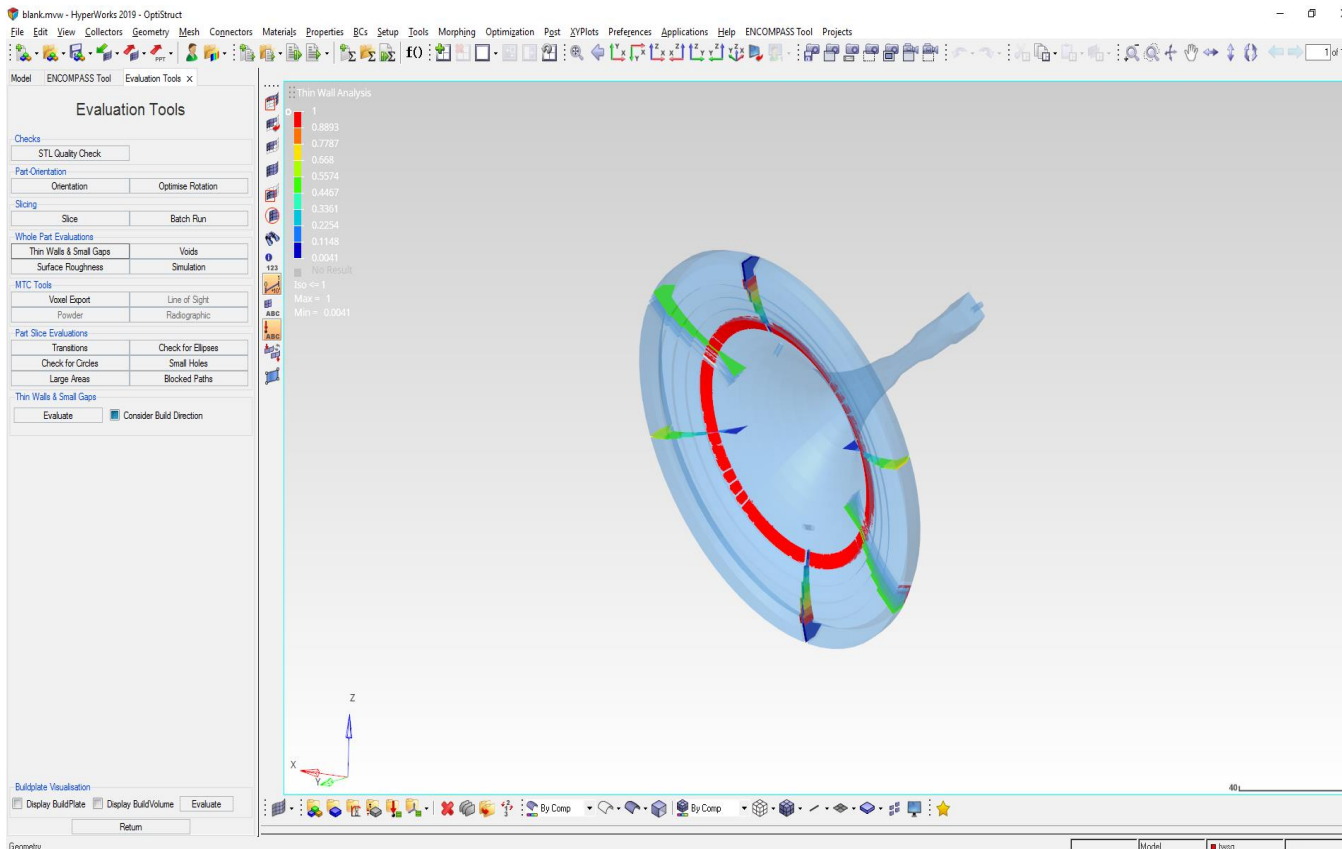 blank.mvw - HyperWorks 2019 - OptiStruct
File Edit View Collectors Geometry Mesh Connectors Materials Properties BCs Setup Tools Morphing Optimization Post XYPlots Preferences Applications Help ENCOMPASS Tool Projects
1 of
Model ENCOMPASS Tool Evaluation Tools
Evaluation Tools
Checks
STL Quality Check
Part-Orientation
Orientation Optimise Rotation
Slicing
Slice Batch Run
Whole Part Evaluations
Thin Walls & Small Gaps Voids
Surface Roughness Simulation
MTC Tools
Voxel Export Line of Sight
Powder Radiographic
Part Slice Evaluations
Transitions Check for Ellipses
Check for Circles Small Holes
Large Areas Blocked Paths
Thin Walls & Small Gaps
Evaluate Consider Build Direction
Buildplate Visualisation
Display BuildPlate Display BuildVolume Evaluate
Return
Geometry
PPT
f()
123
ABC
ABC
Thin Wall Analysis
1
0.8893
0.7787
0.668
0.5574
0.4467
0.3361
0.2254
0.1148
0.0041
No Result
Iso <= 1
Max = 1
Min = 0.0041
Z
X
Y
40
By Comp By Comp
Model twsg